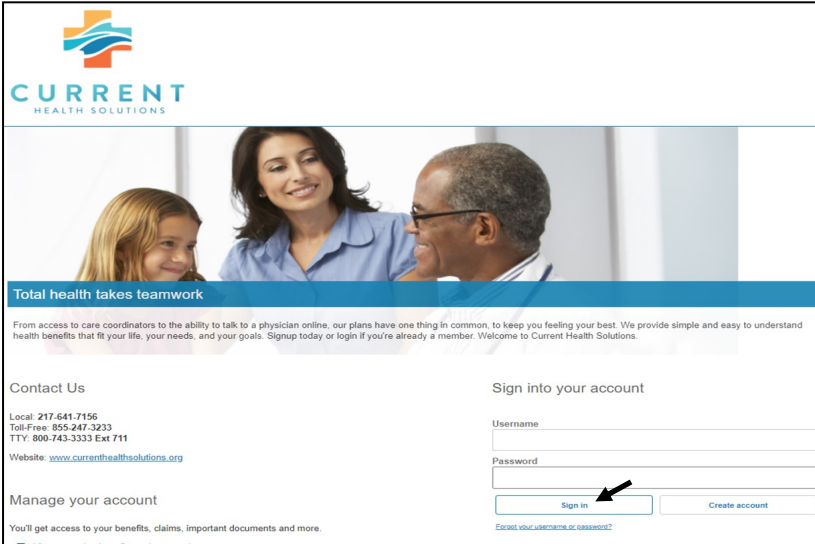 CURRENT
HEALTH SOLUTIONS
Total health takes teamwork
From access to care coordinators to the ability to talk to a physician online, our plans have one thing in common, to keep you feeling your best. We provide simple and easy to understand
health benefits that fit your life, your needs, and your goals. Signup today or login if you're already a member. Welcome to Current Health Solutions.
Contact Us
Local: 217-641-7156
Toll-Free: 855-247-3233
TTY: 800-743-3333 Ext 711
Website: www.currenthealthsolutions.org
Manage your account
You'll get access to your benefits, claims, important documents and more.
Sign into your account
Username
Password
Sign in
Create account
Forgot your username or password?